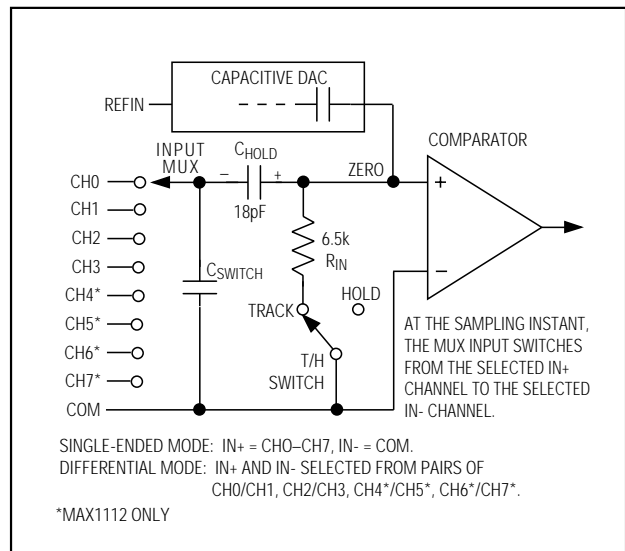 CAPACITIVE DAC
REFIN
COMPARATOR
INPUT
MUX
CHOLD
ZERO
– +
18pF
+
CH0
CH1
CH2
CH3
CH4*
CH5*
CH6*
CH7*
COM
CSWITCH
6.5k
RIN
–
TRACK
HOLD
T/H
SWITCH
AT THE SAMPLING INSTANT,
THE MUX INPUT SWITCHES
FROM THE SELECTED IN+
CHANNEL TO THE SELECTED
IN- CHANNEL.
SINGLE-ENDED MODE: IN+ = CHO–CH7, IN- = COM.
DIFFERENTIAL MODE: IN+ AND IN- SELECTED FROM PAIRS OF
CH0/CH1, CH2/CH3, CH4*/CH5*, CH6*/CH7*.
*MAX1112 ONLY